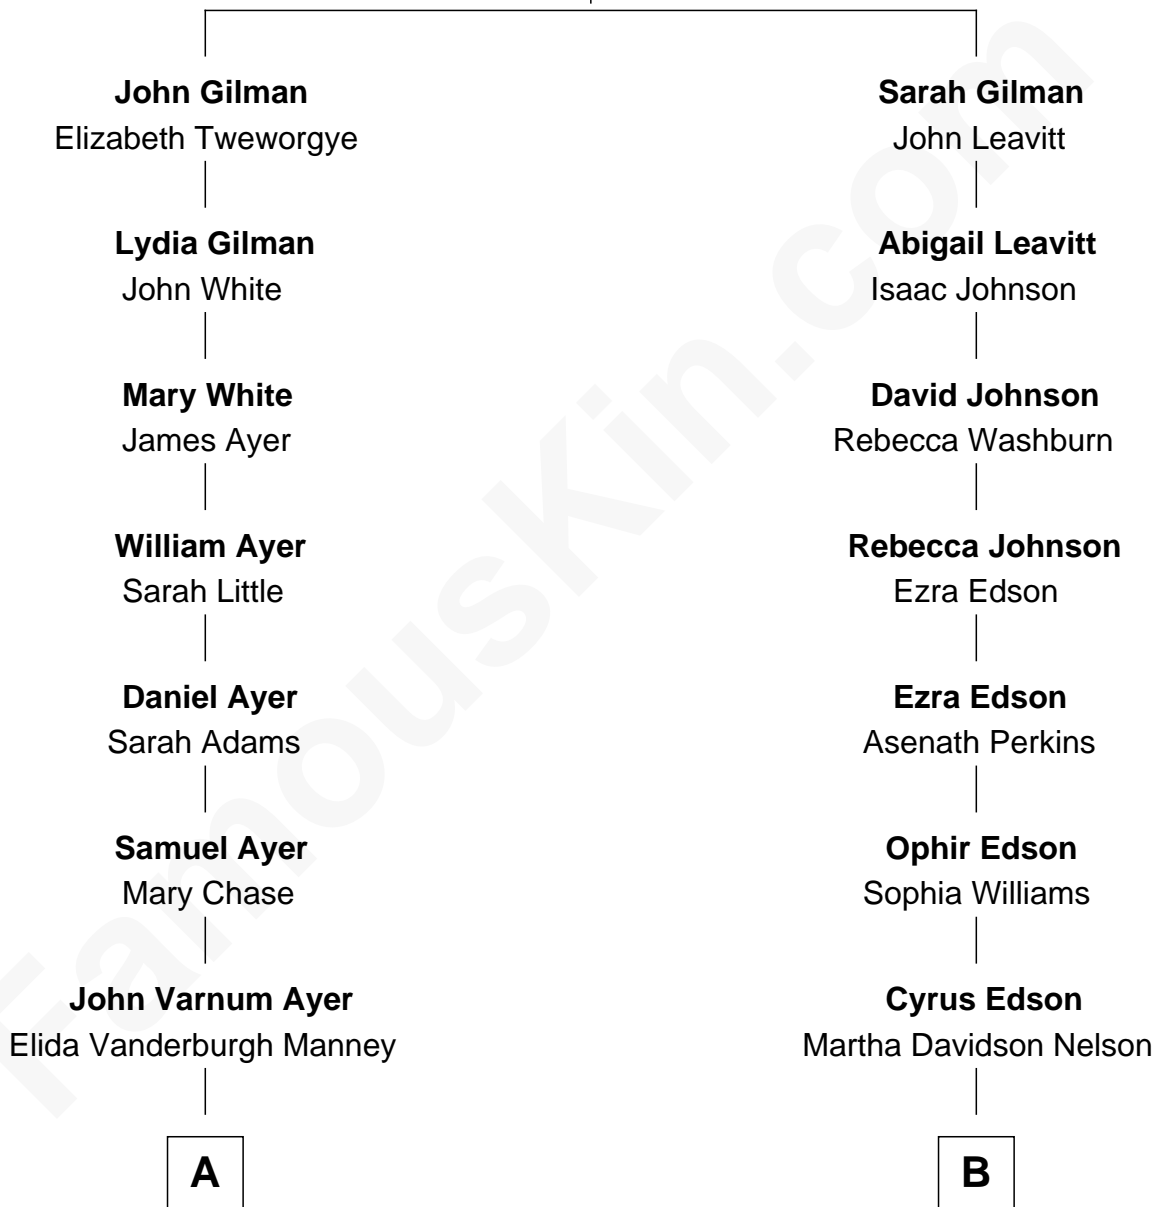 John Gilman
Elizabeth Tweworgye
Sarah Gilman
John Leavitt
Lydia Gilman
John White
Abigail Leavitt
Isaac Johnson
Mary White
James Ayer
David Johnson
Rebecca Washburn
William Ayer
Sarah Little
Rebecca Johnson
Ezra Edson
Daniel Ayer
Sarah Adams
Ezra Edson
Asenath Perkins
Samuel Ayer
Mary Chase
Ophir Edson
Sophia Williams
John Varnum Ayer
Elida Vanderburgh Manney
Cyrus Edson
Martha Davidson Nelson
A
B
FamousKin.com